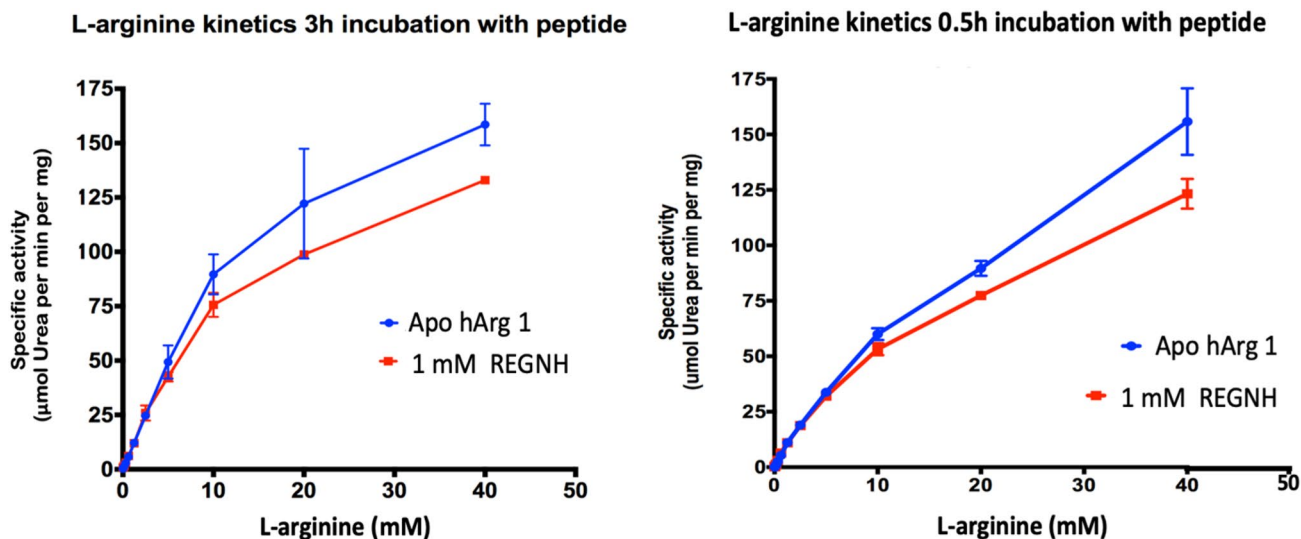 L-arginine kinetics 3h incubation with peptide
175
150
125
100
75
50
25
0
Specific activity
(μmol Urea per min per mg)
Apo hArg 1
1 mM REGNH
0
10
20
30
40
50
L-arginine (mM)
L-arginine kinetics 0.5h incubation with peptide
175
150
125
100
75
50
25
0
Specific activity
(umol Urea per min per mg)
Apo hArg 1
1 mM REGNH
0
10
20
30
40
50
L-arginine (mM)